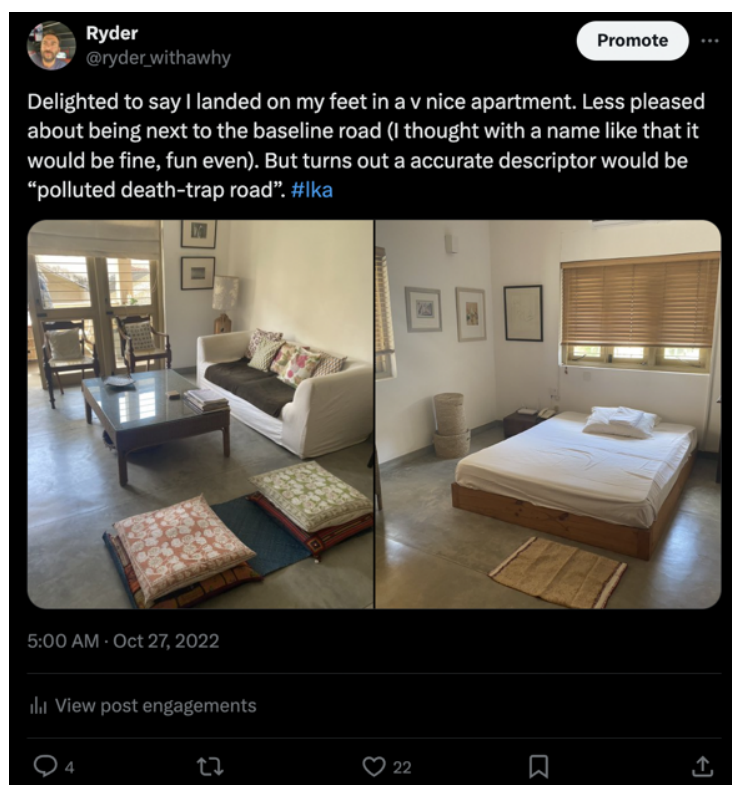 Ryder
Promote
@ryder_withawhy
Delighted to say I landed on my feet in a v nice apartment. Less pleased
about being next to the baseline road (I thought with a name like that it
would be fine, fun even). But turns out a accurate descriptor would be
“polluted death-trap road”. #lka
5:00 AM · Oct 27, 2022
View post engagements
4
22